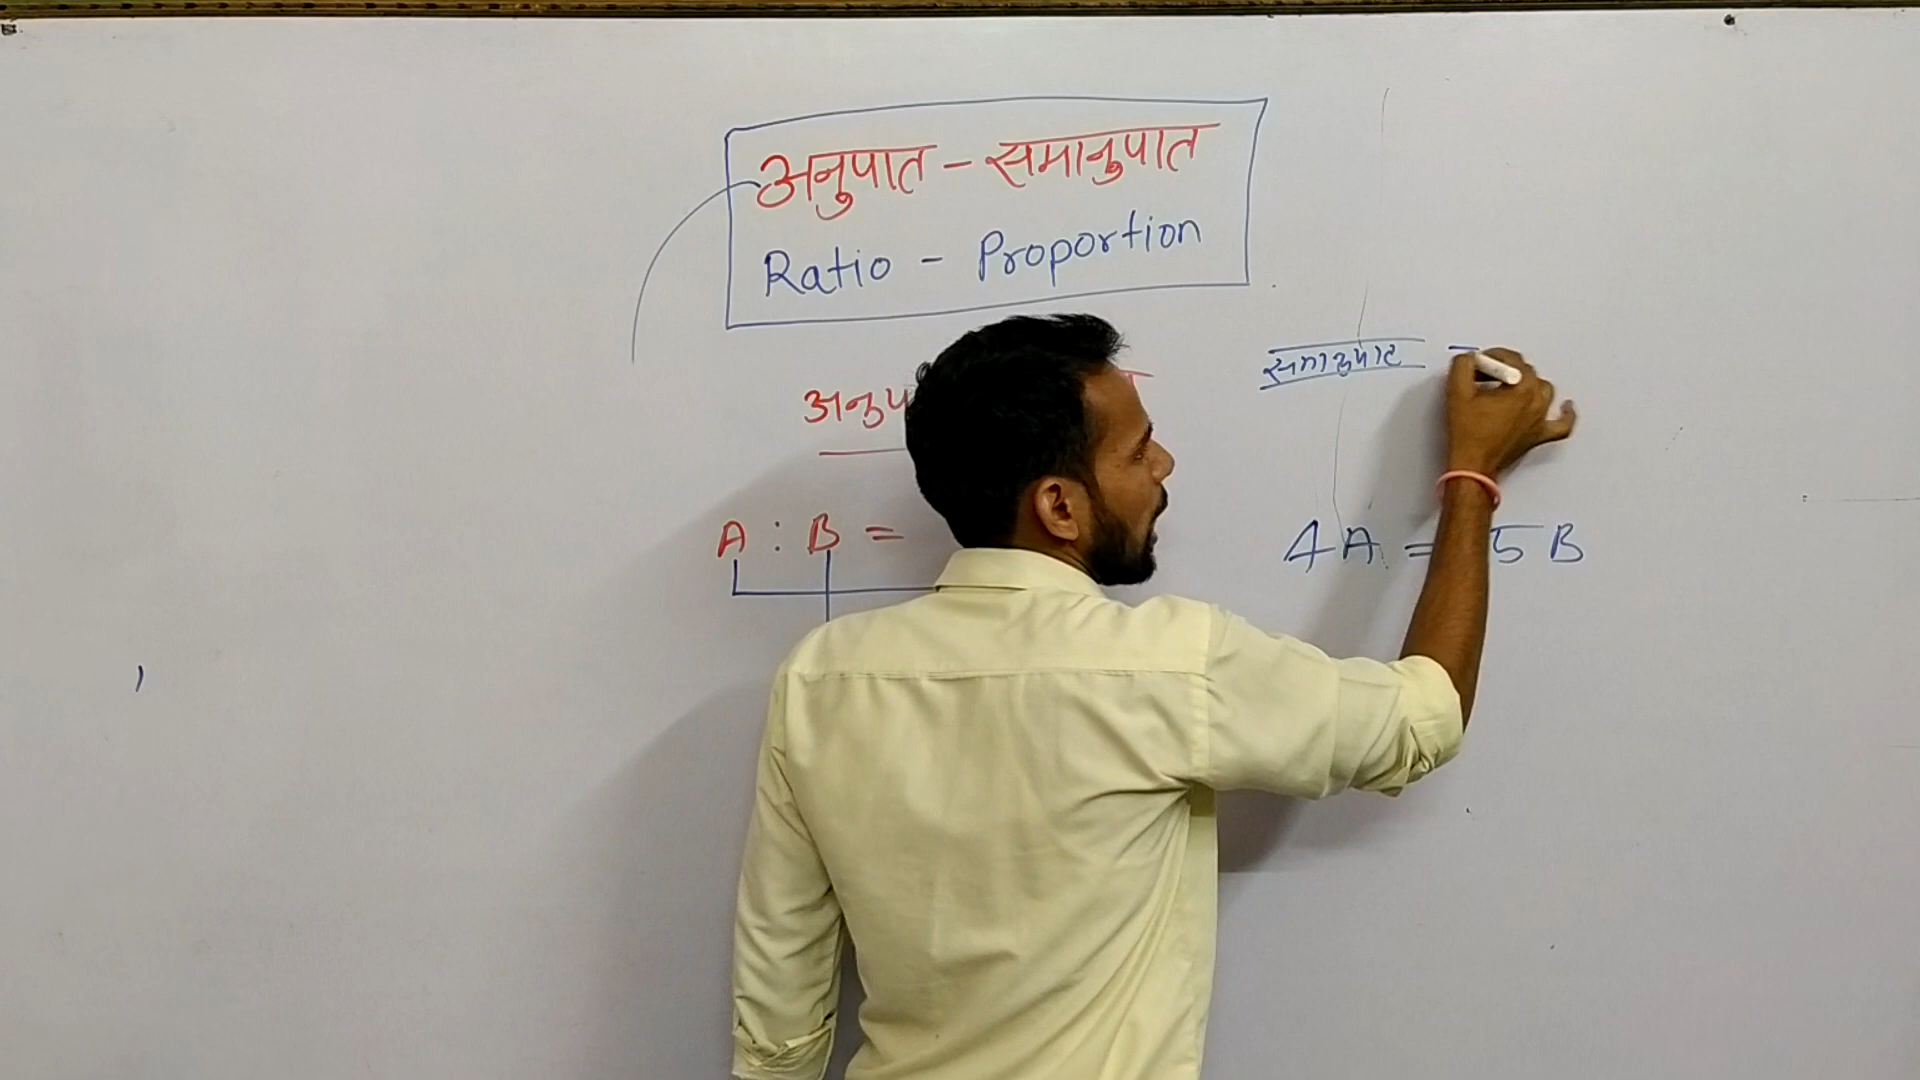 अनुपात - समानुपात
Ratio - Proportion
समानुपात
A : B =
4A = 5B